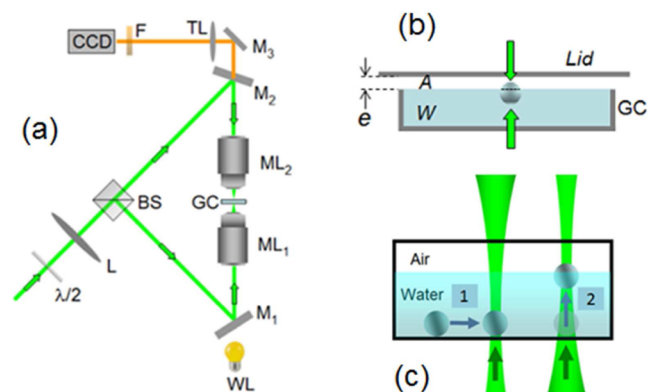 (a)
CCD
F
TL
M3
M2
ML2
BS
GC
ML1
L
λ/2
M1
WL
(b)
Lid
A
e
W
GC
Air
Water
1
2
(c)